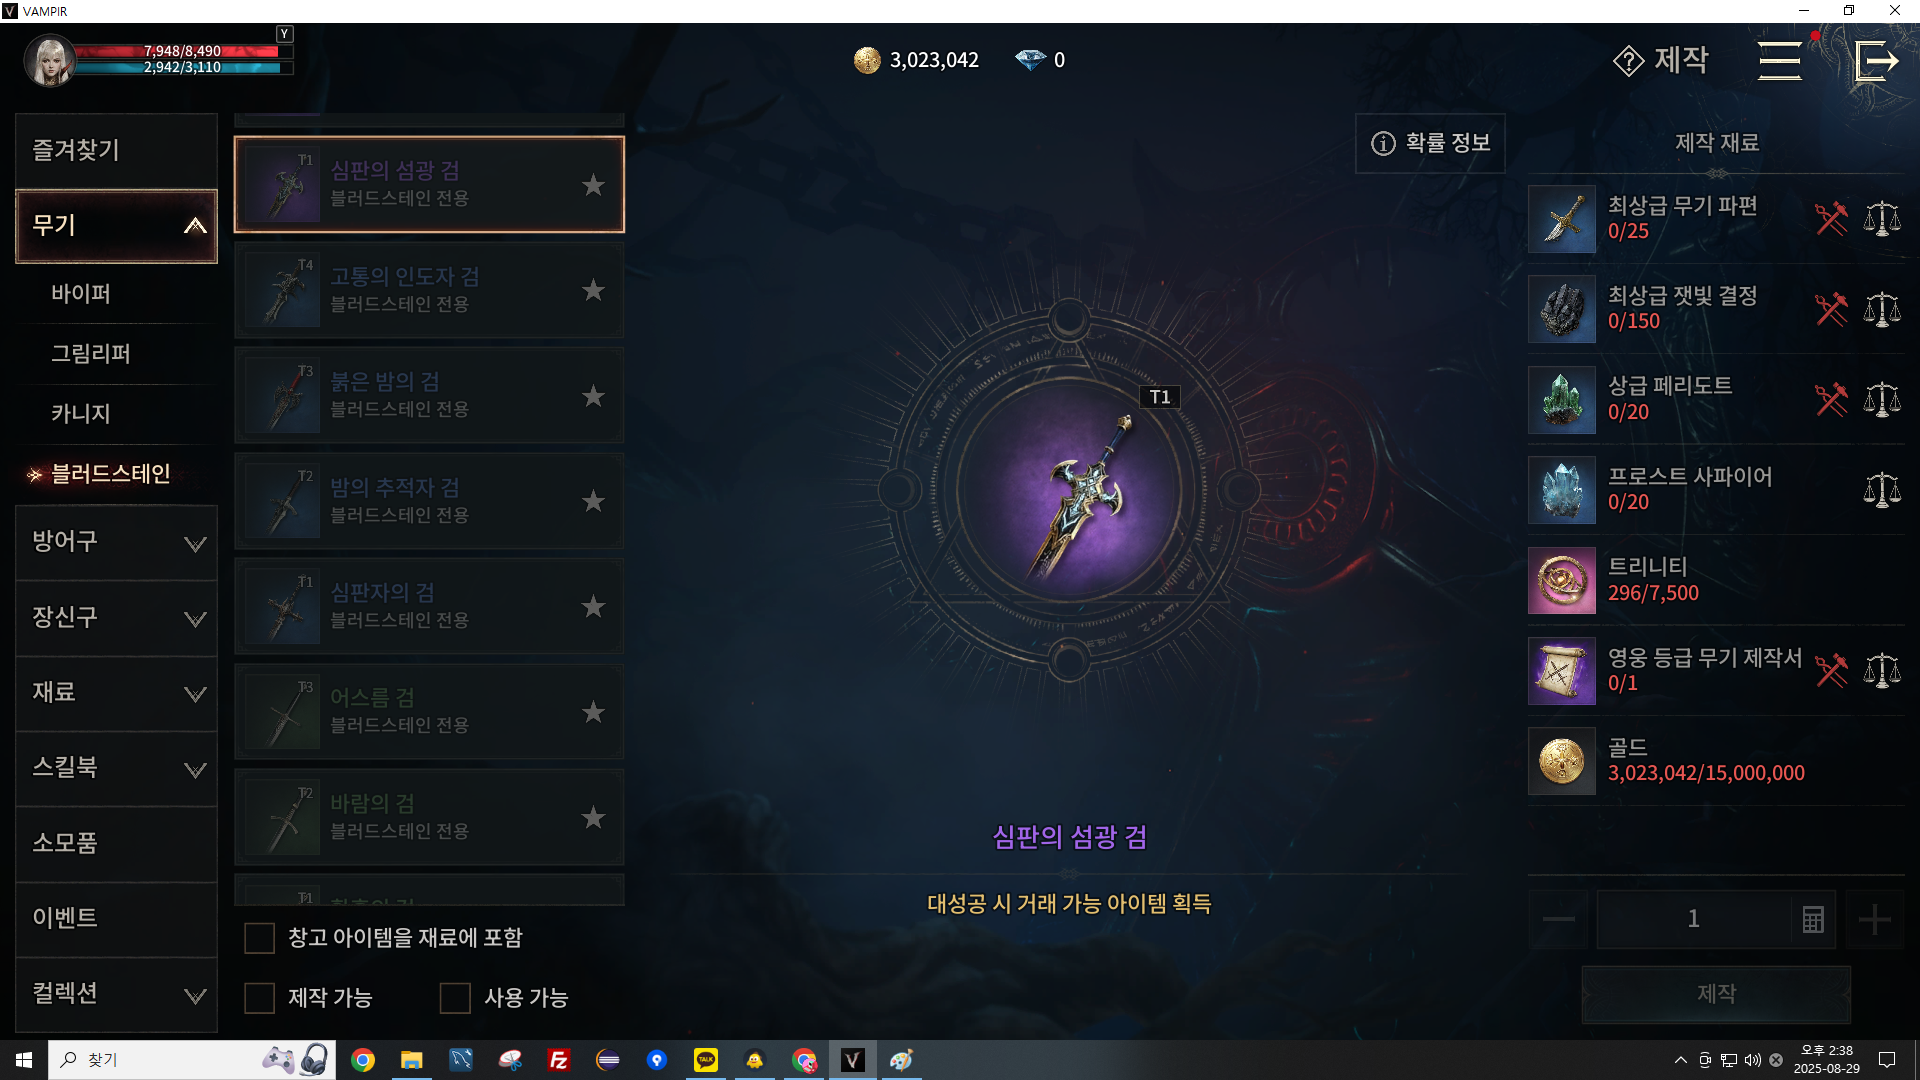 VAMPIR
Y
7,948/8,490
2,942/3,110
3,023,042
0
제작
즐겨찾기
무기
바이퍼
그림리퍼
카니지
블러드스테인
방어구
장신구
재료
스킬북
소모품
이벤트
컬렉션
T1
심판의 섬광 검
블러드스테인 전용
T4
고통의 인도자 검
블러드스테인 전용
T3
붉은 밤의 검
블러드스테인 전용
T2
밤의 추적자 검
블러드스테인 전용
T1
심판자의 검
블러드스테인 전용
T3
어스름 검
블러드스테인 전용
T2
바람의 검
블러드스테인 전용
T1
창고 아이템을 재료에 포함
제작 가능
사용 가능
확률 정보
T1
심판의 섬광 검
대성공 시 거래 가능 아이템 획득
제작 재료
최상급 무기 파편
0/25
최상급 잿빛 결정
0/150
상급 페리도트
0/20
프로스트 사파이어
0/20
트리니티
296/7,500
영웅 등급 무기 제작서
0/1
골드
3,023,042/15,000,000
1
제작
찾기
TALK
오후 2:38
2025-08-29